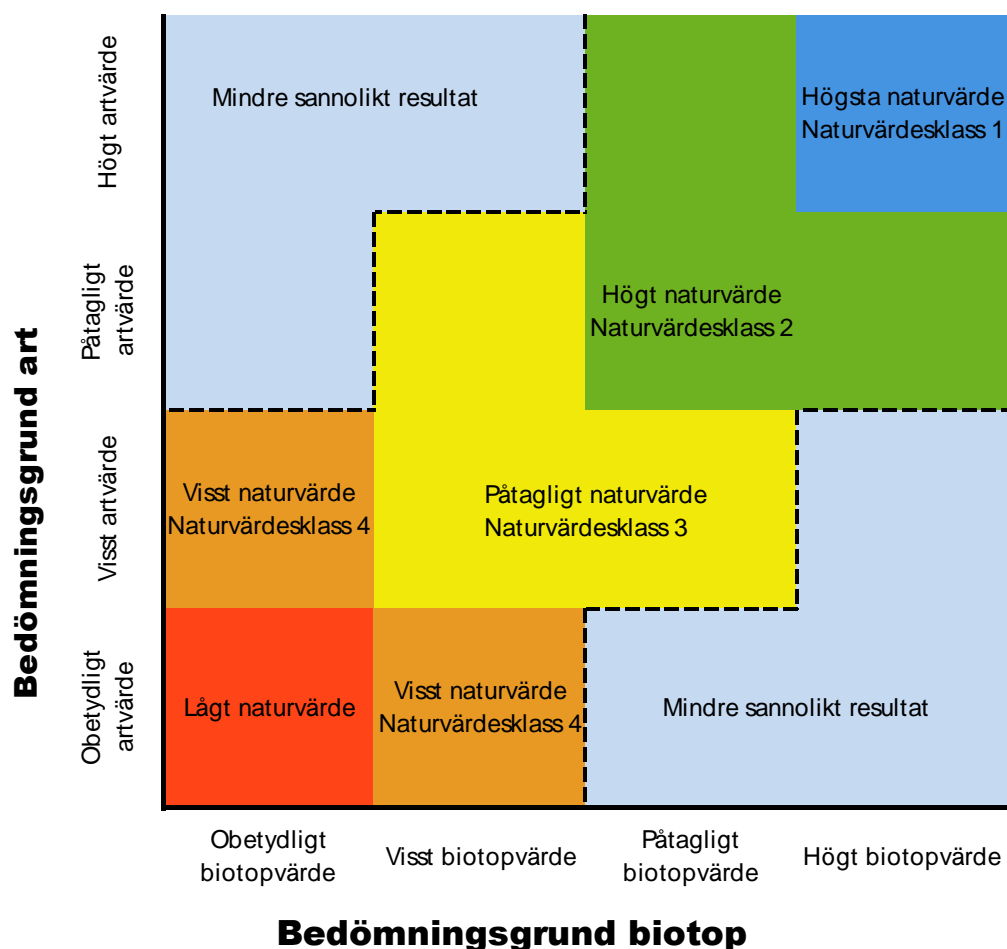 Bedömningsgrund art
Högt artvärde
Påtagligt
artvärde
Visst artvärde
Obetydligt
artvärde
Mindre sannolikt resultat
Högsta naturvärde
Naturvärdesklass 1
Högt naturvärde
Naturvärdesklass 2
Visst naturvärde
Naturvärdesklass 4
Påtagligt naturvärde
Naturvärdesklass 3
Lågt naturvärde
Visst naturvärde
Naturvärdesklass 4
Mindre sannolikt resultat
Obetydligt
biotopvärde
Visst biotopvärde
Påtagligt
biotopvärde
Högt biotopvärde
Bedömningsgrund biotop